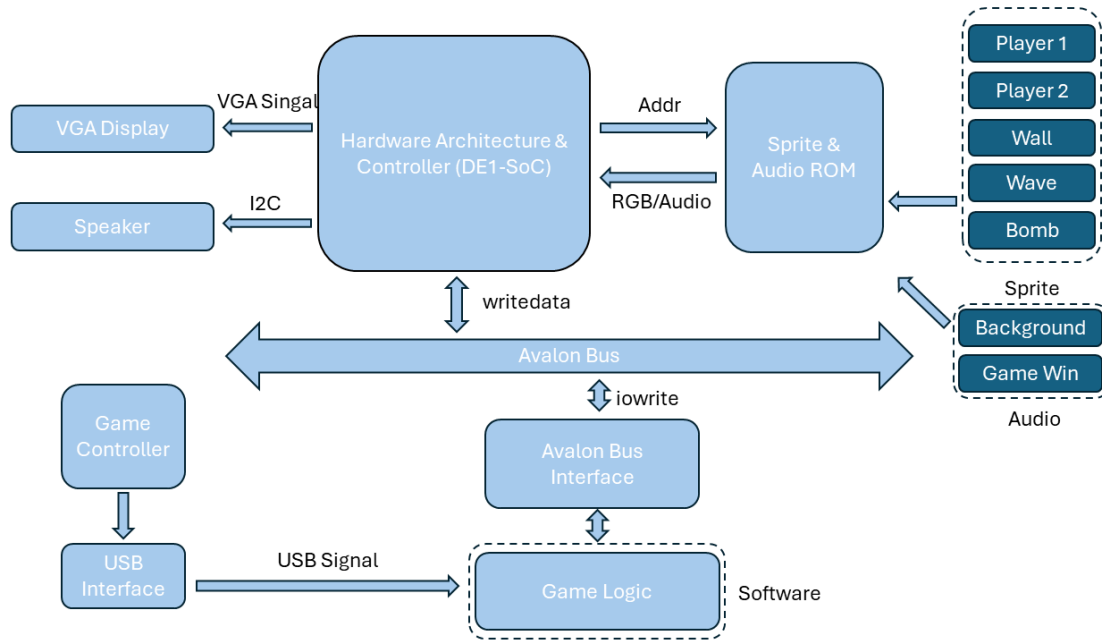 Player 1
Player 2
Wall
Wave
Bomb
Sprite
VGA Singal
VGA Display
Hardware Architecture &
Controller (DE1-SoC)
Addr
Sprite &
Audio ROM
RGB/Audio
I2C
Speaker
writedata
Background
Game Win
Audio
Avalon Bus
iowrite
Game
Controller
Avalon Bus
Interface
USB
Interface
USB Signal
Game Logic
Software